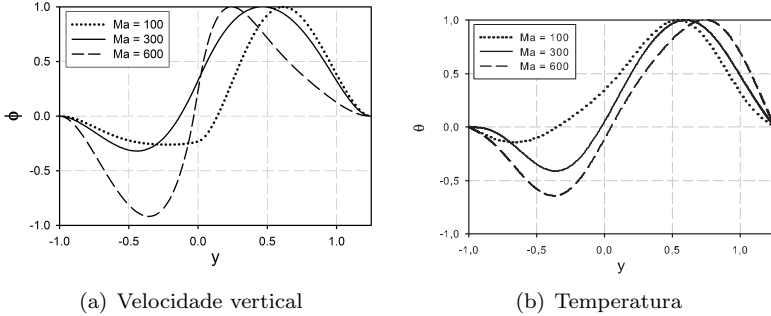 Ma = 100
Ma = 300
Ma = 600
1.0
0.5
0.0
-0.5
-1.0
ϕ
-1.0 -0.5 0.0 0.5 1.0
y
(a) Velocidade vertical
Ma = 100
Ma = 300
Ma = 600
1,0
0,5
0,0
-0,5
-1,0
θ
-1,0 -0,5 0,0 0,5 1,0
y
(b) Temperatura